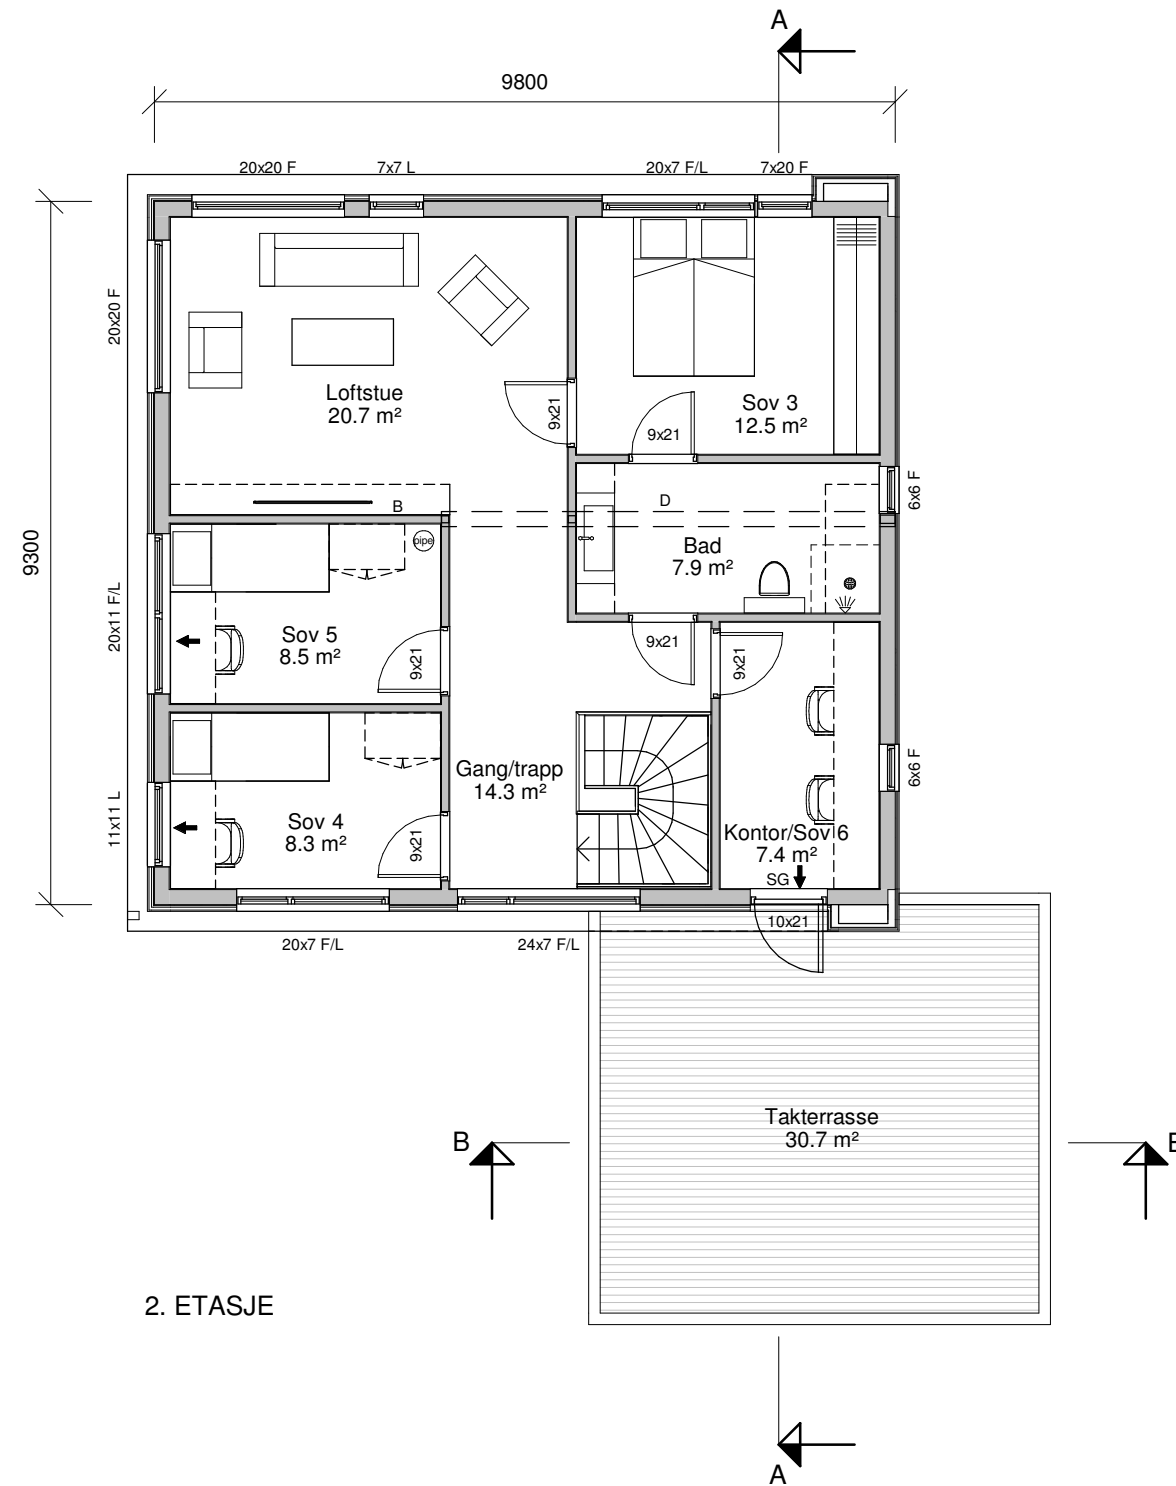 A
9800
20x20 F
7x7 L
20x7 F/L
7x20 F
20x20 F
Loftstue
20.7 m²
9x21
Sov 3
12.5 m²
9x21
B
D
6x6 F
9300
pipe
Bad
7.9 m²
20x11 F/L
Sov 5
8.5 m²
9x21
9x21
9x21
Gang/trapp
14.3 m²
6x6 F
11x11 L
Sov 4
8.3 m²
9x21
Kontor/Sov 6
7.4 m²
SG
10x21
20x7 F/L
24x7 F/L
Takterrasse
30.7 m²
B
2. ETASJE
A